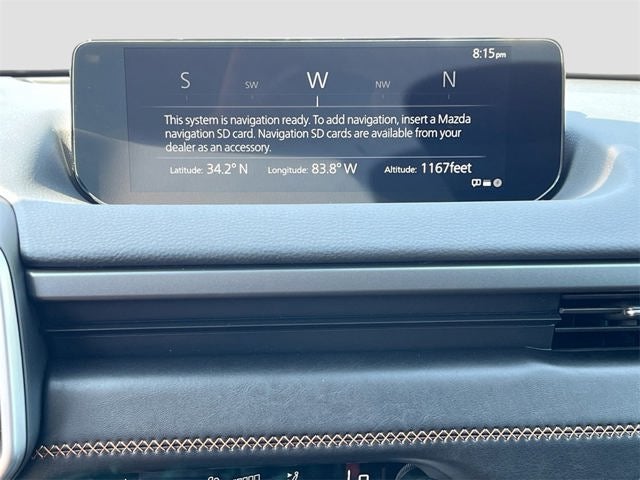 8:15pm
S SW W NW N
This system is navigation ready. To add navigation, insert a Mazda
navigation SD card. Navigation SD cards are available from your
dealer as an accessory.
Latitude: 34.2° N Longitude: 83.8° W Altitude: 1167feet